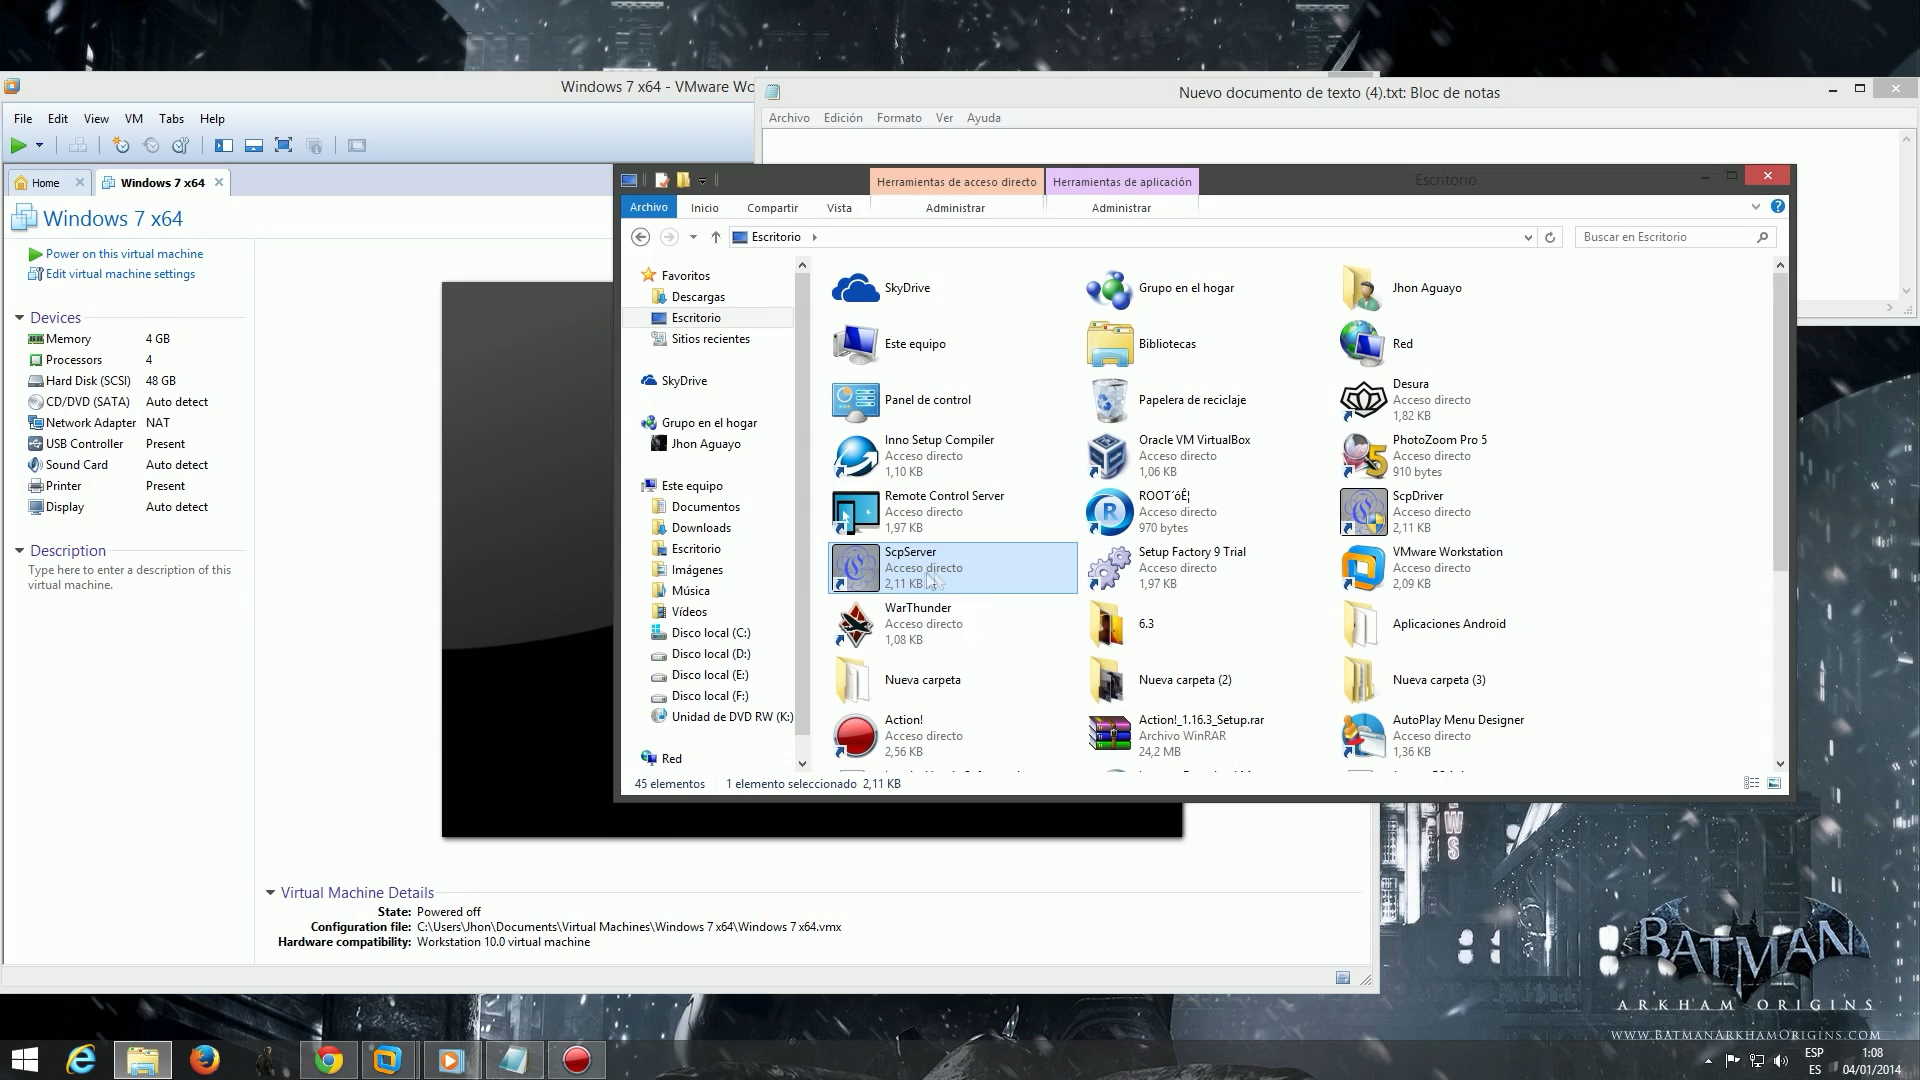 Windows 7 x64 - VMware Wo
File Edit View VM Tabs Help
Home
Windows 7 x64
Windows 7 x64
Power on this virtual machine
Edit virtual machine settings
Devices
Memory 4 GB
Processors 4
Hard Disk (SCSI) 48 GB
CD/DVD (SATA) Auto detect
Network Adapter NAT
USB Controller Present
Sound Card Auto detect
Printer Present
Display Auto detect
Description
Type here to enter a description of this
virtual machine.
Virtual Machine Details
State: Powered off
Configuration file: C:\Users\Jhon\Documents\Virtual Machines\Windows 7 x64\Windows 7 x64.vmx
Hardware compatibility: Workstation 10.0 virtual machine
Nuevo documento de texto (4).txt: Bloc de notas
Archivo Edición Formato Ver Ayuda
Herramientas de acceso directo
Herramientas de aplicación
Escritorio
Archivo Inicio Compartir Vista Administrar Administrar
Escritorio
Buscar en Escritorio
Favoritos
Descargas
Escritorio
Sitios recientes
SkyDrive
Grupo en el hogar
Jhon Aguayo
Este equipo
Documentos
Downloads
Escritorio
Imágenes
Música
Vídeos
Disco local (C:)
Disco local (D:)
Disco local (E:)
Disco local (F:)
Unidad de DVD RW (K:)
Red
SkyDrive
Grupo en el hogar
Jhon Aguayo
Este equipo
Bibliotecas
Red
Panel de control
Papelera de reciclaje
Desura
Acceso directo
1,82 KB
Inno Setup Compiler
Acceso directo
1,10 KB
Oracle VM VirtualBox
Acceso directo
1,06 KB
PhotoZoom Pro 5
Acceso directo
910 bytes
Remote Control Server
Acceso directo
1,97 KB
ROOT´óÊ¦
Acceso directo
970 bytes
ScpDriver
Acceso directo
2,11 KB
ScpServer
Acceso directo
2,11 KB
Setup Factory 9 Trial
Acceso directo
1,97 KB
VMware Workstation
Acceso directo
2,09 KB
WarThunder
Acceso directo
1,08 KB
6.3
Aplicaciones Android
Nueva carpeta
Nueva carpeta (2)
Nueva carpeta (3)
Action!
Acceso directo
2,56 KB
Action!_1.16.3_Setup.rar
Archivo WinRAR
24,2 MB
AutoPlay Menu Designer
Acceso directo
1,36 KB
45 elementos 1 elemento seleccionado 2,11 KB
BATMAN
ARKHAM ORIGINS
WWW.BATMANARKHAMORIGINS.COM
ESP
ES
1:08
04/01/2014